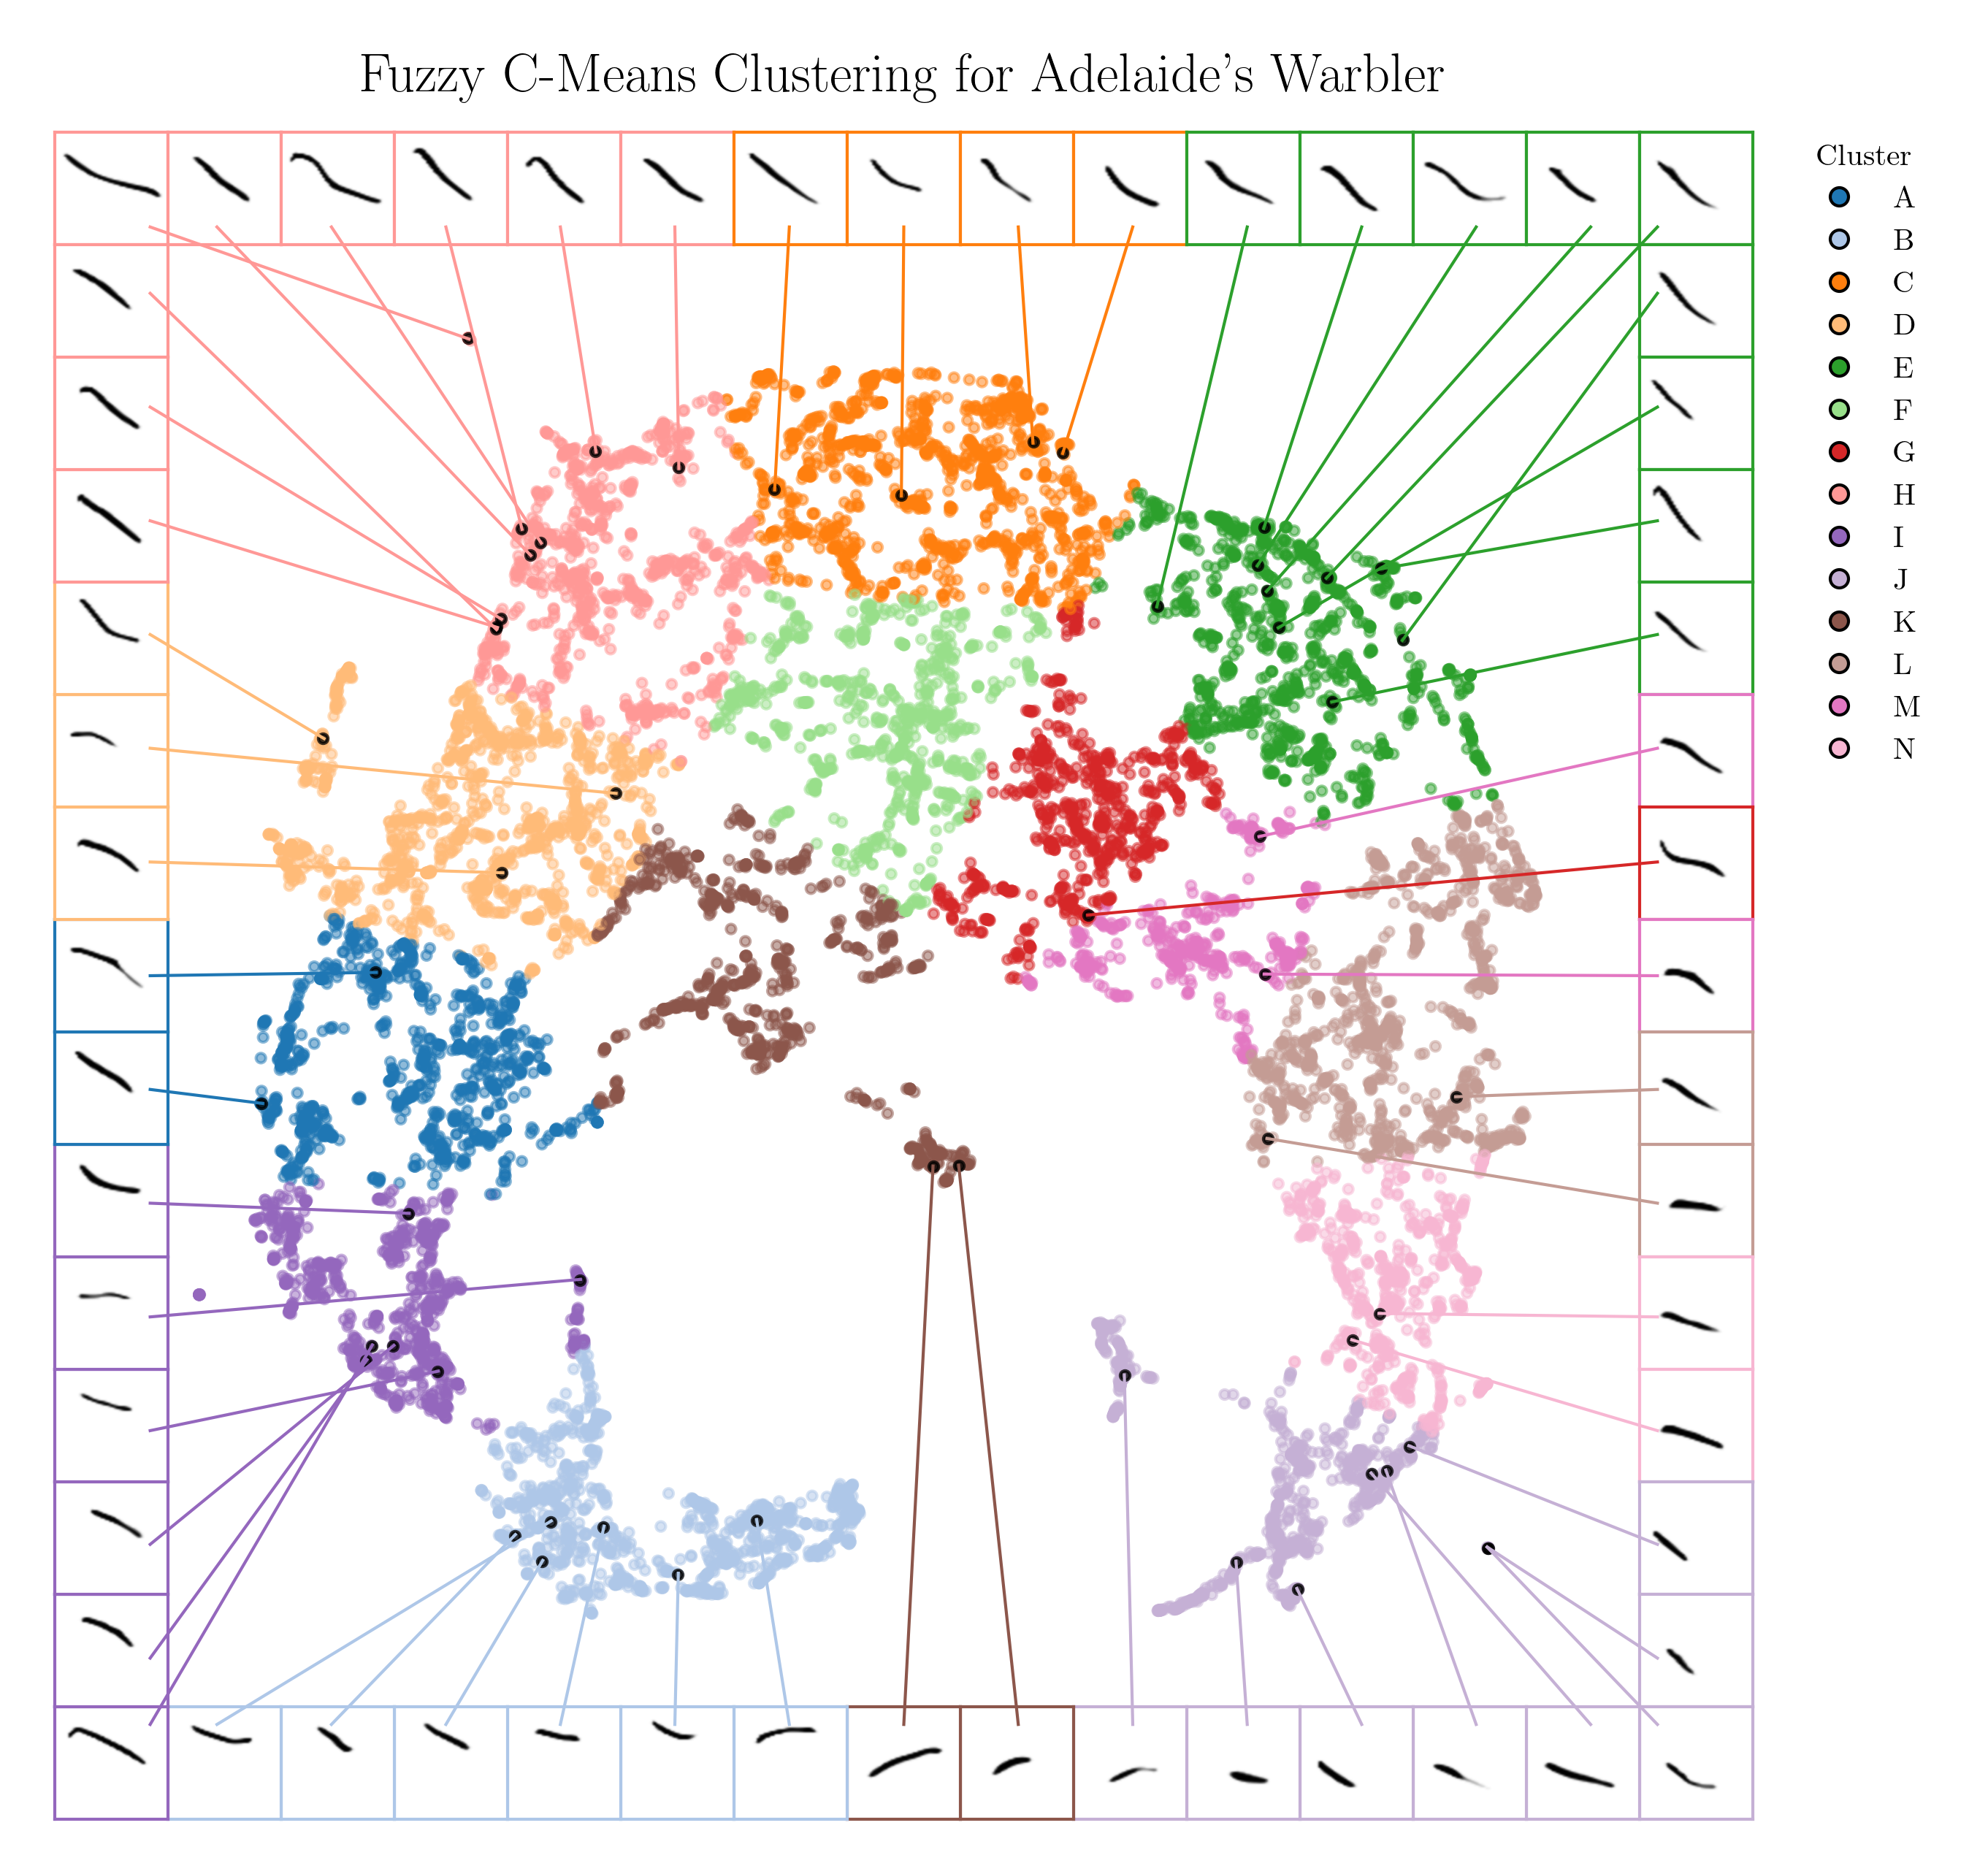 Fuzzy C-Means Clustering for Adelaide's Warbler
Cluster
A
B
C
D
E
F
G
H
I
J
K
L
M
N